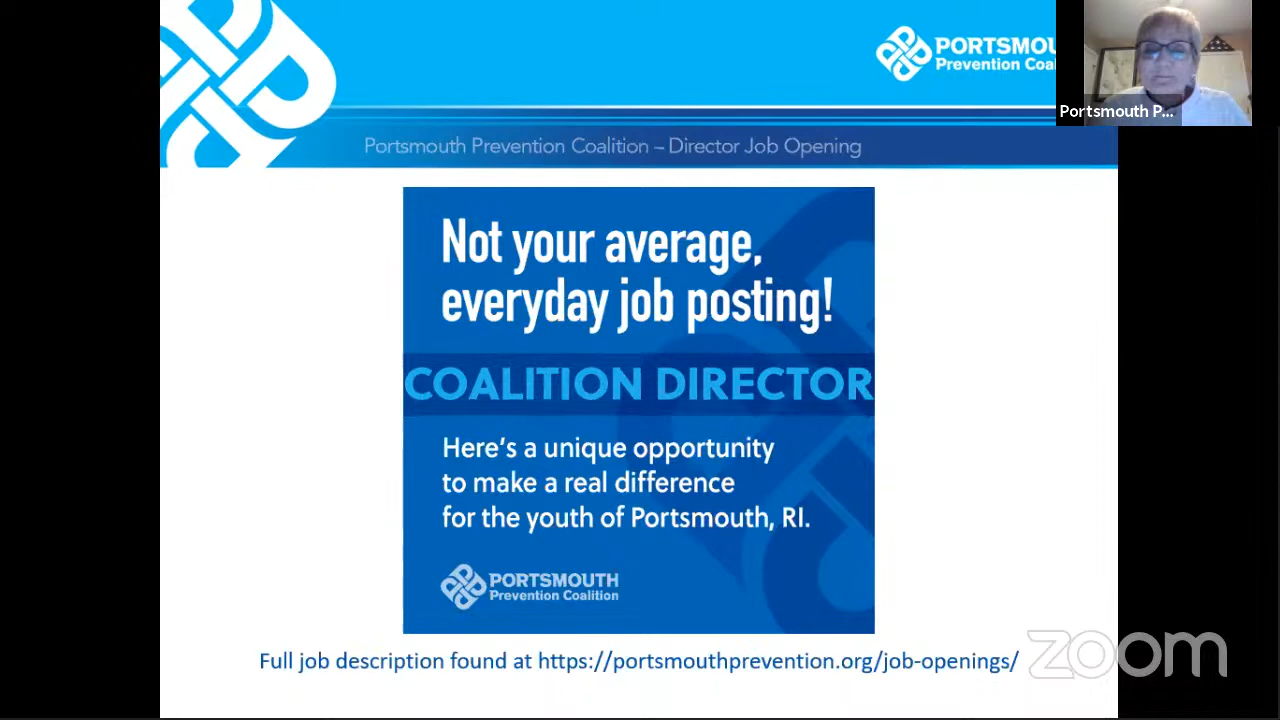 PORTSMOU
Prevention Coa
Portsmouth P...
Portsmouth Prevention Coalition – Director Job Opening
Not your average,
everyday job posting!
COALITION DIRECTOR
Here's a unique opportunity
to make a real difference
for the youth of Portsmouth, RI.
PORTSMOUTH
Prevention Coalition
Full job description found at https://portsmouthprevention.org/job-openings/
zoom